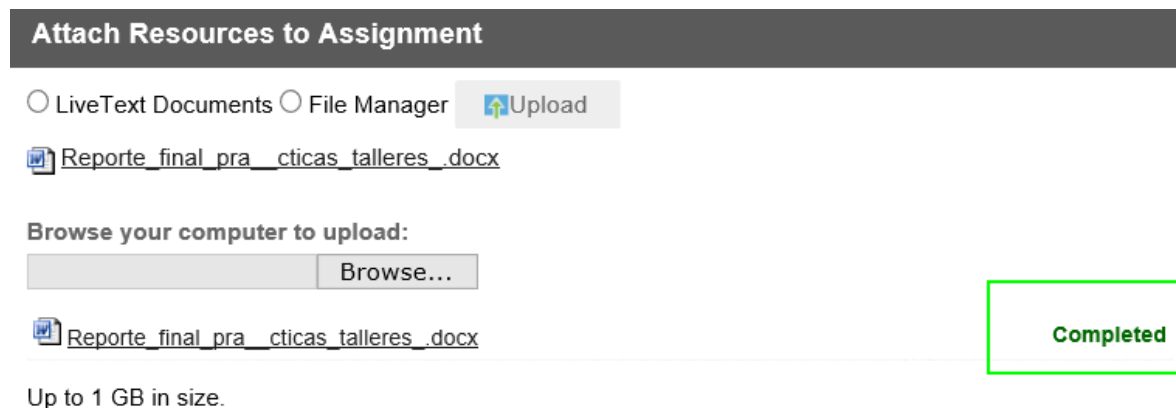 Attach Resources to Assignment
LiveText Documents File Manager Upload
Reporte_final_pra__cticas_talleres_.docx
Browse your computer to upload:
Browse...
Reporte_final_pra__cticas_talleres_.docx Completed
Up to 1 GB in size.